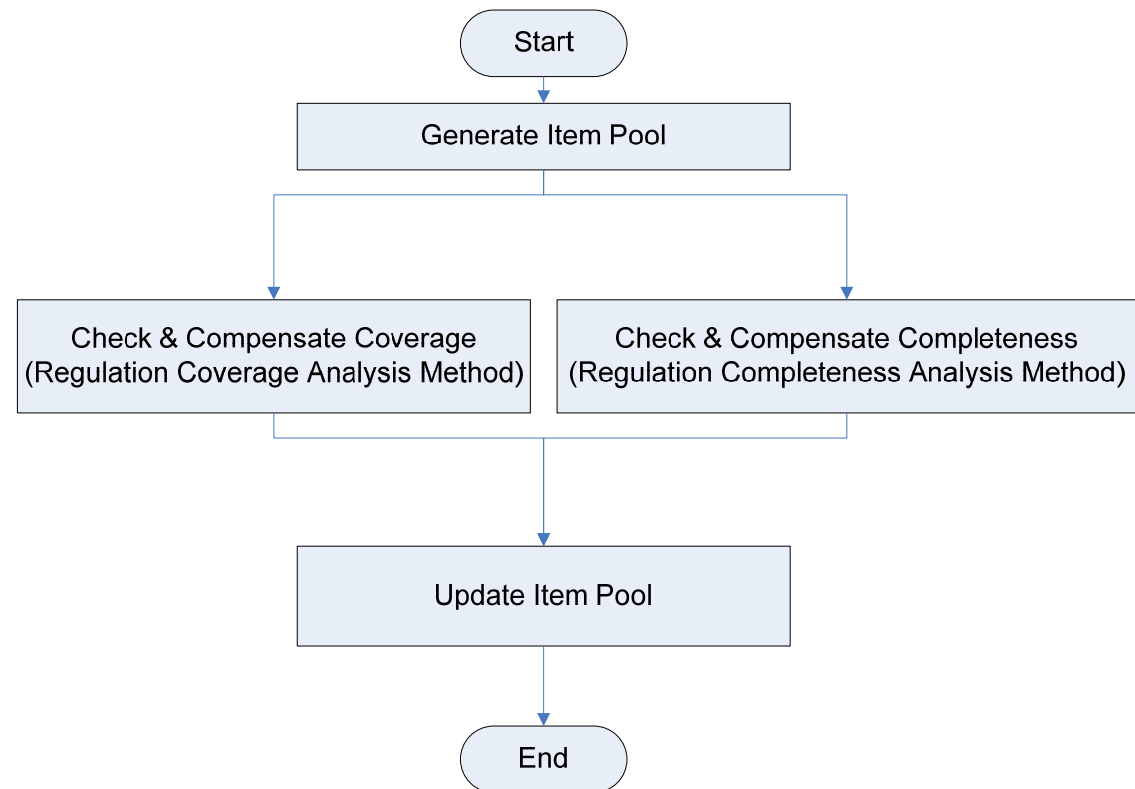 Start
Generate Item Pool
Check & Compensate Coverage
(Regulation Coverage Analysis Method)
Check & Compensate Completeness
(Regulation Completeness Analysis Method)
Update Item Pool
End